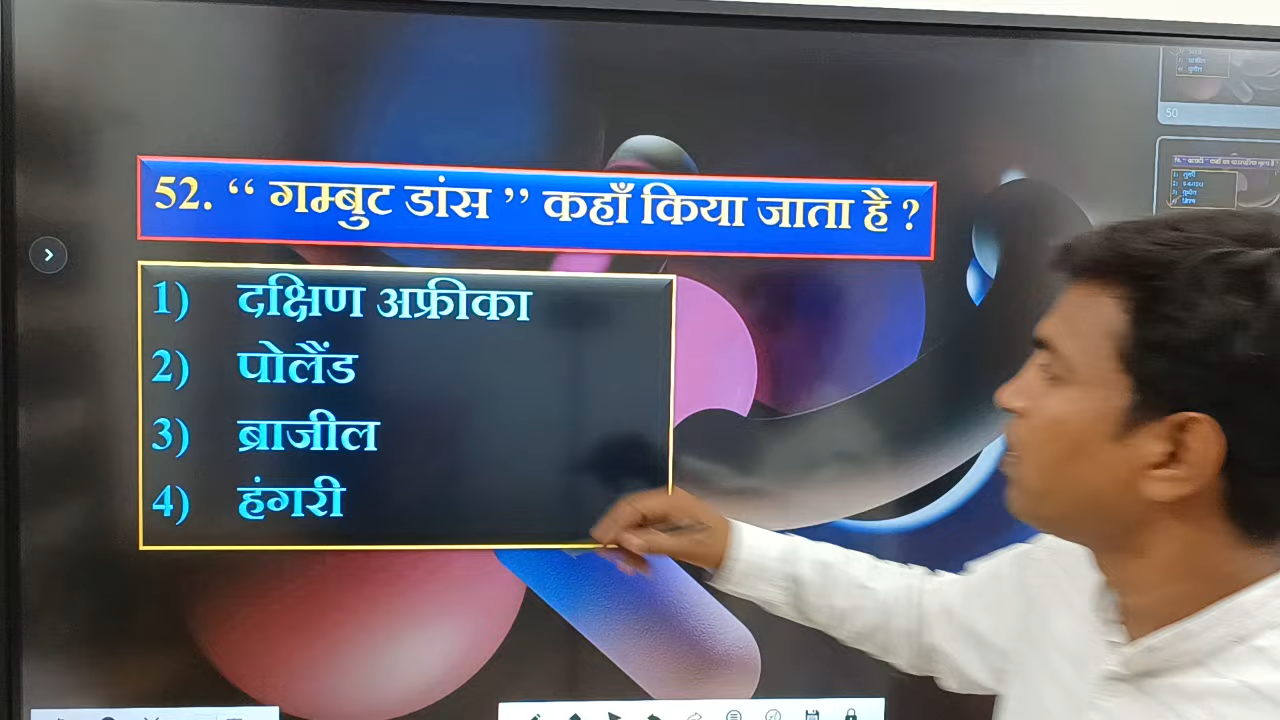 52. “ गम्बुट डांस ” कहाँ किया जाता है ?
1) दक्षिण अफ्रीका
2) पोलैंड
3) ब्राजील
4) हंगरी
50